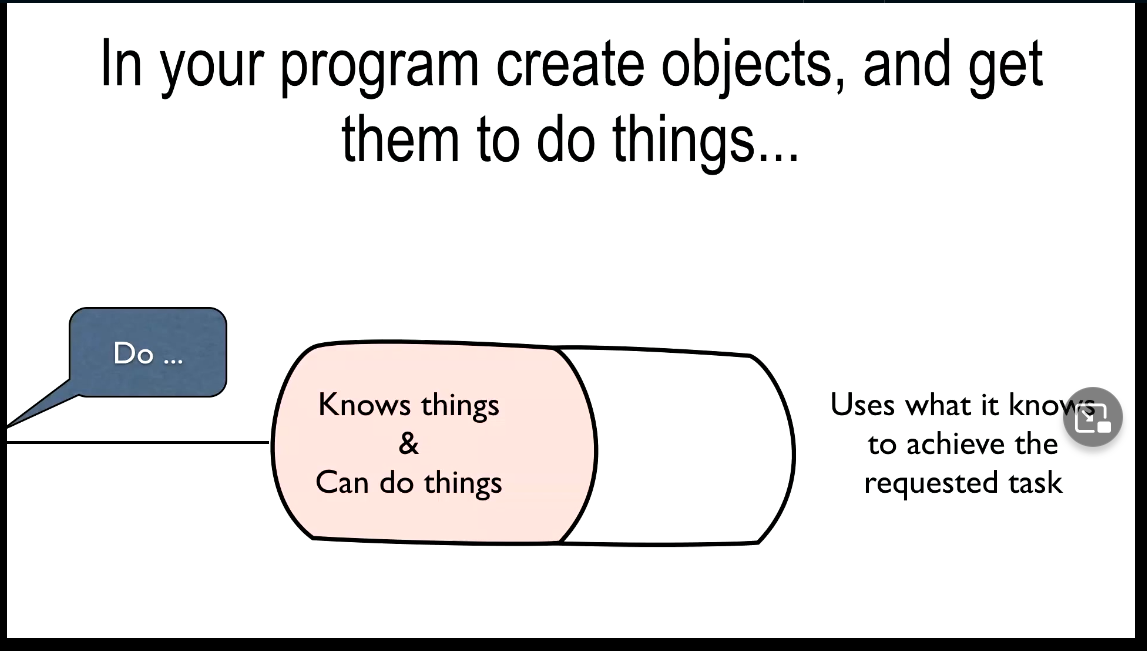 In your program create objects, and get
them to do things...
Do ...
Knows things
&
Can do things
Uses what it knows
to achieve the
requested task